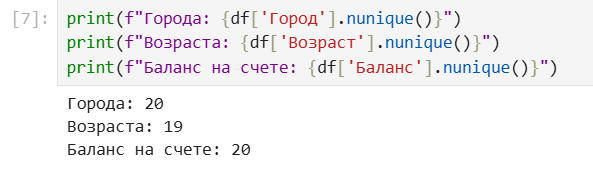 [7]: print(f"Города: {df['Город'].nunique()}")
print(f"Возраста: {df['Возраст'].nunique()}")
print(f"Баланс на счете: {df['Баланс'].nunique()}")
Города: 20
Возраста: 19
Баланс на счете: 20